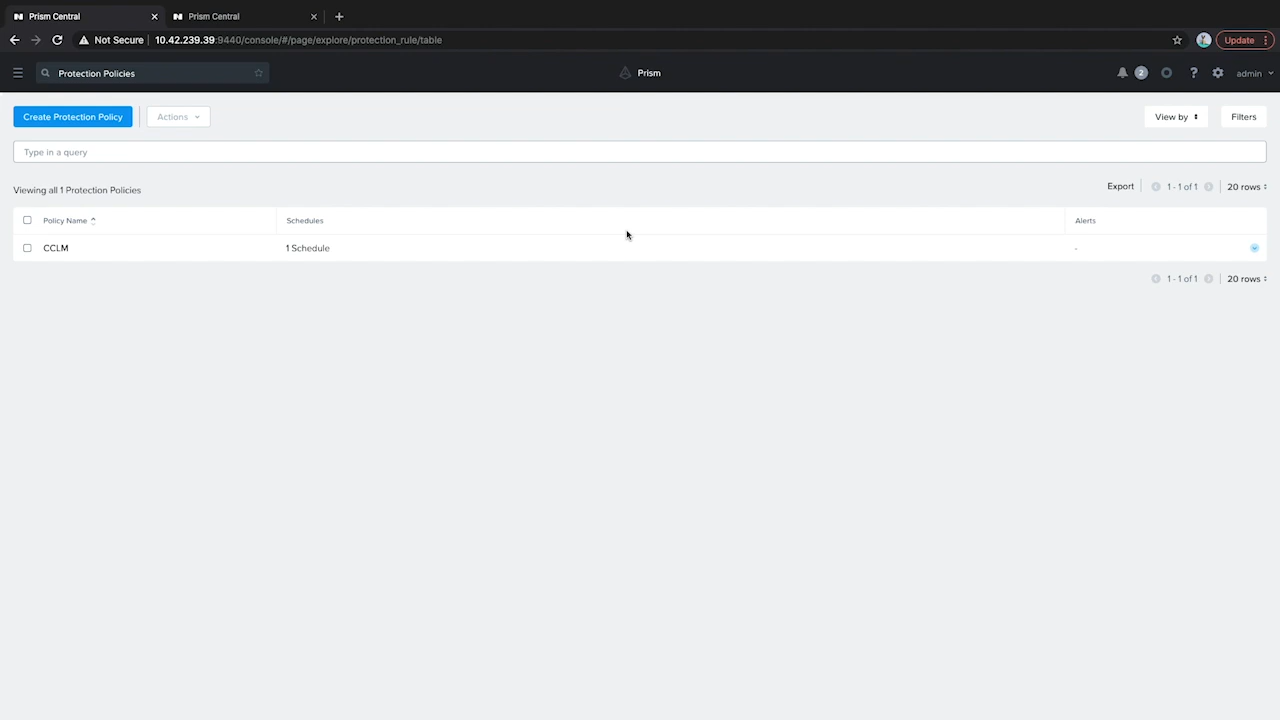 Prism Central
Prism Central
Not Secure 10.42.239.39:9440/console/#/page/explore/protection_rule/table
Update
Protection Policies
Prism
2
?
admin
Create Protection Policy
Actions
View by
Filters
Type in a query
Viewing all 1 Protection Policies
Export
1 - 1 of 1
20 rows
Policy Name
Schedules
Alerts
CCLM
1 Schedule
-
1 - 1 of 1
20 rows